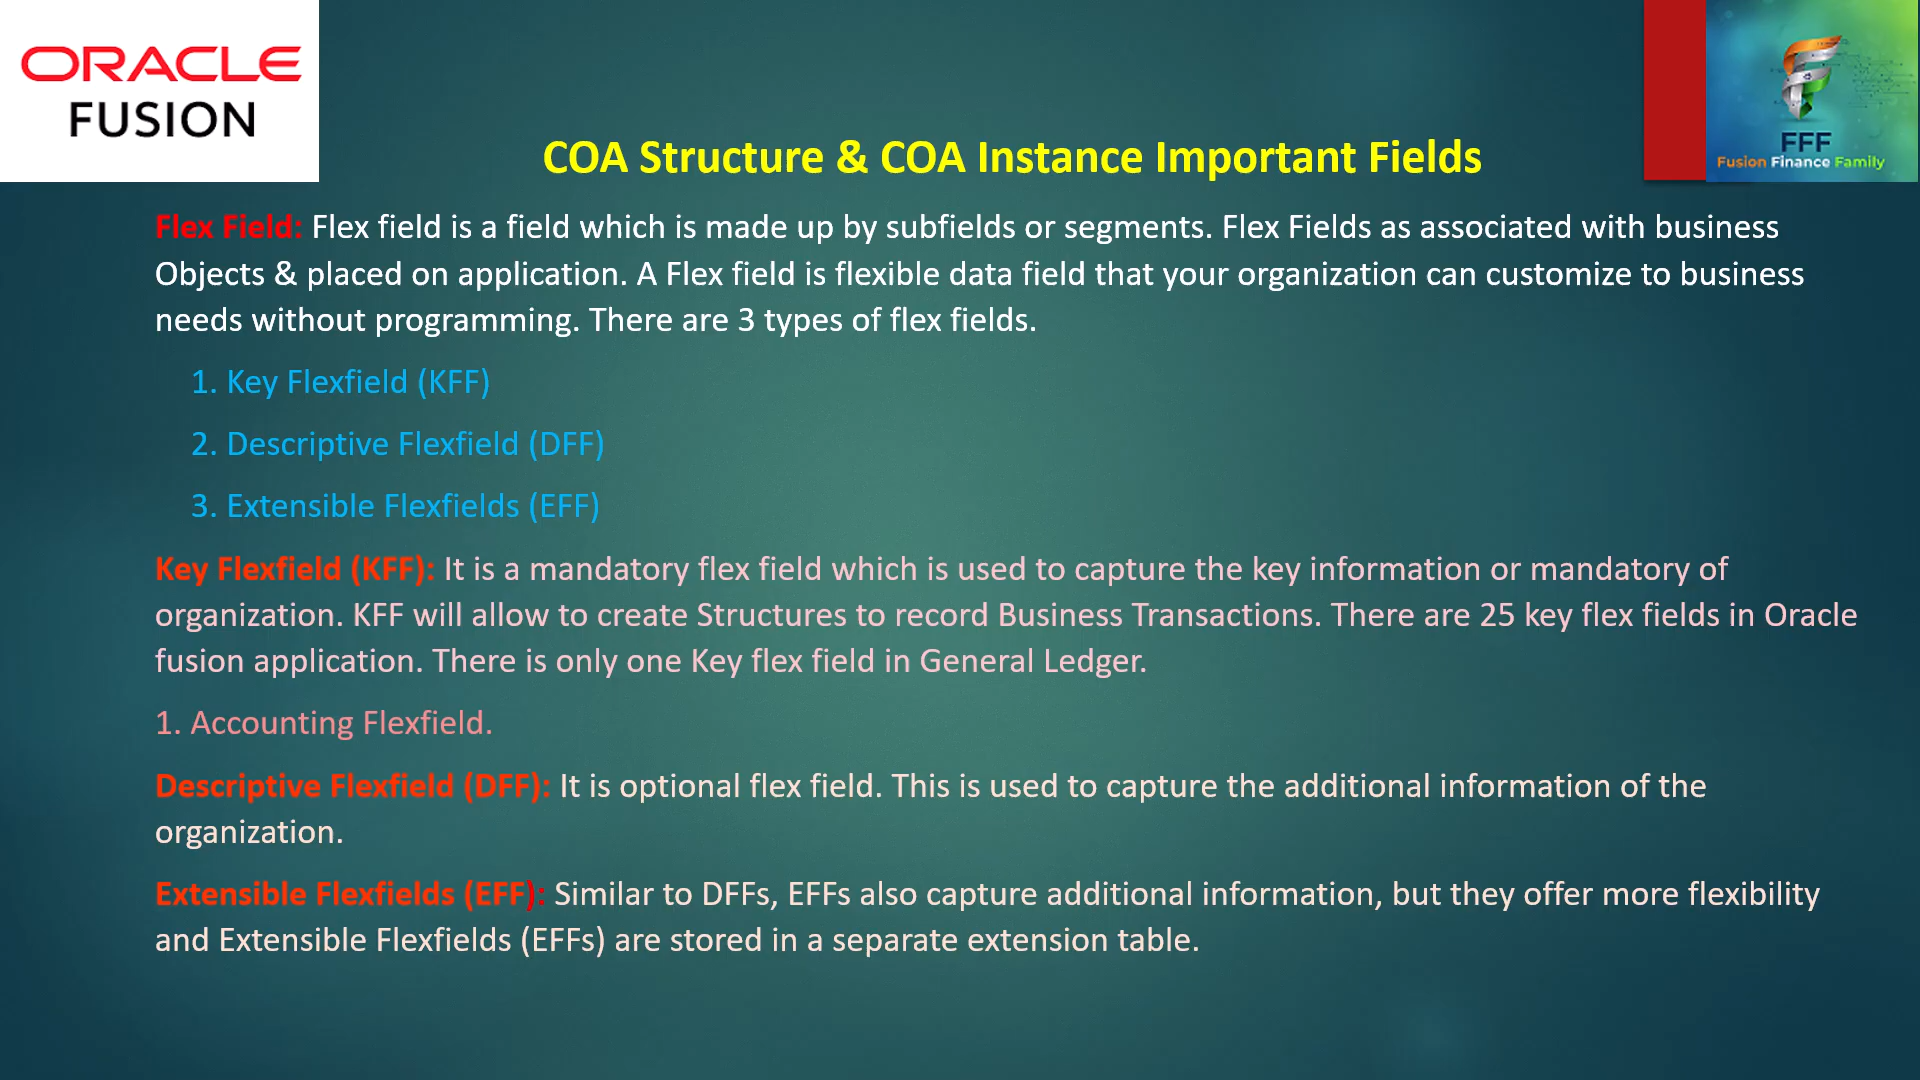 ORACLE
FUSION
FFF
Fusion Finance Family
COA Structure & COA Instance Important Fields
Flex Field: Flex field is a field which is made up by subfields or segments. Flex Fields as associated with business
Objects & placed on application. A Flex field is flexible data field that your organization can customize to business
needs without programming. There are 3 types of flex fields.
1. Key Flexfield (KFF)
2. Descriptive Flexfield (DFF)
3. Extensible Flexfields (EFF)
Key Flexfield (KFF): It is a mandatory flex field which is used to capture the key information or mandatory of
organization. KFF will allow to create Structures to record Business Transactions. There are 25 key flex fields in Oracle
fusion application. There is only one Key flex field in General Ledger.
1. Accounting Flexfield.
Descriptive Flexfield (DFF): It is optional flex field. This is used to capture the additional information of the
organization.
Extensible Flexfields (EFF): Similar to DFFs, EFFs also capture additional information, but they offer more flexibility
and Extensible Flexfields (EFFs) are stored in a separate extension table.